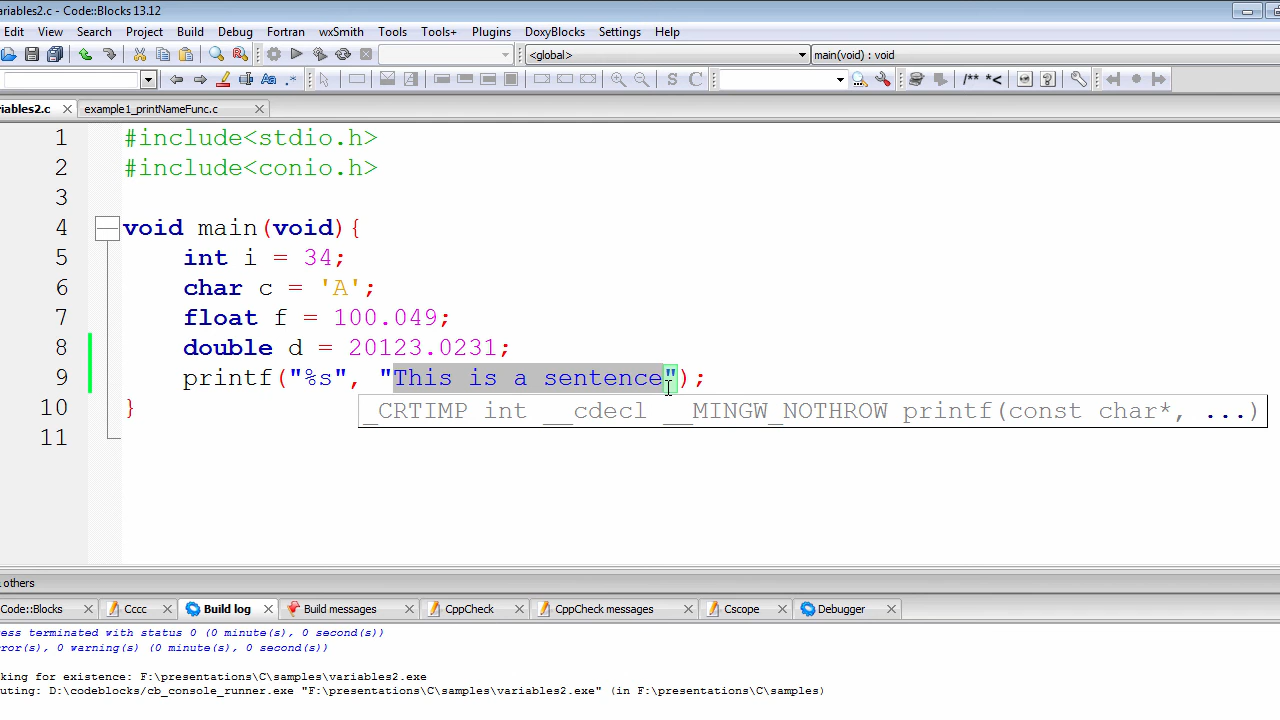 ariables2.c - Code::Blocks 13.12
Edit View Search Project Build Debug Fortran wxSmith Tools Tools+ Plugins DoxyBlocks Settings Help
<global> main(void) : void
Aa .* S C /** *<
riables2.c example1_printNameFunc.c
1 #include<stdio.h>
2 #include<conio.h>
3
4 void main(void){
5 int i = 34;
6 char c = 'A';
7 float f = 100.049;
8 double d = 20123.0231;
9 printf("%s", "This is a sentence");
10 }
_CRTIMP int __cdecl __MINGW_NOTHROW printf(const char*, ...)
11
others
Code::Blocks Cccc Build log Build messages CppCheck CppCheck messages Cscope Debugger
ess terminated with status 0 (0 minute(s), 0 second(s))
ror(s), 0 warning(s) (0 minute(s), 0 second(s))
king for existence: F:\presentations\C\samples\variables2.exe
uting: D:\codeblocks/cb_console_runner.exe "F:\presentations\C\samples\variables2.exe" (in F:\presentations\C\samples)